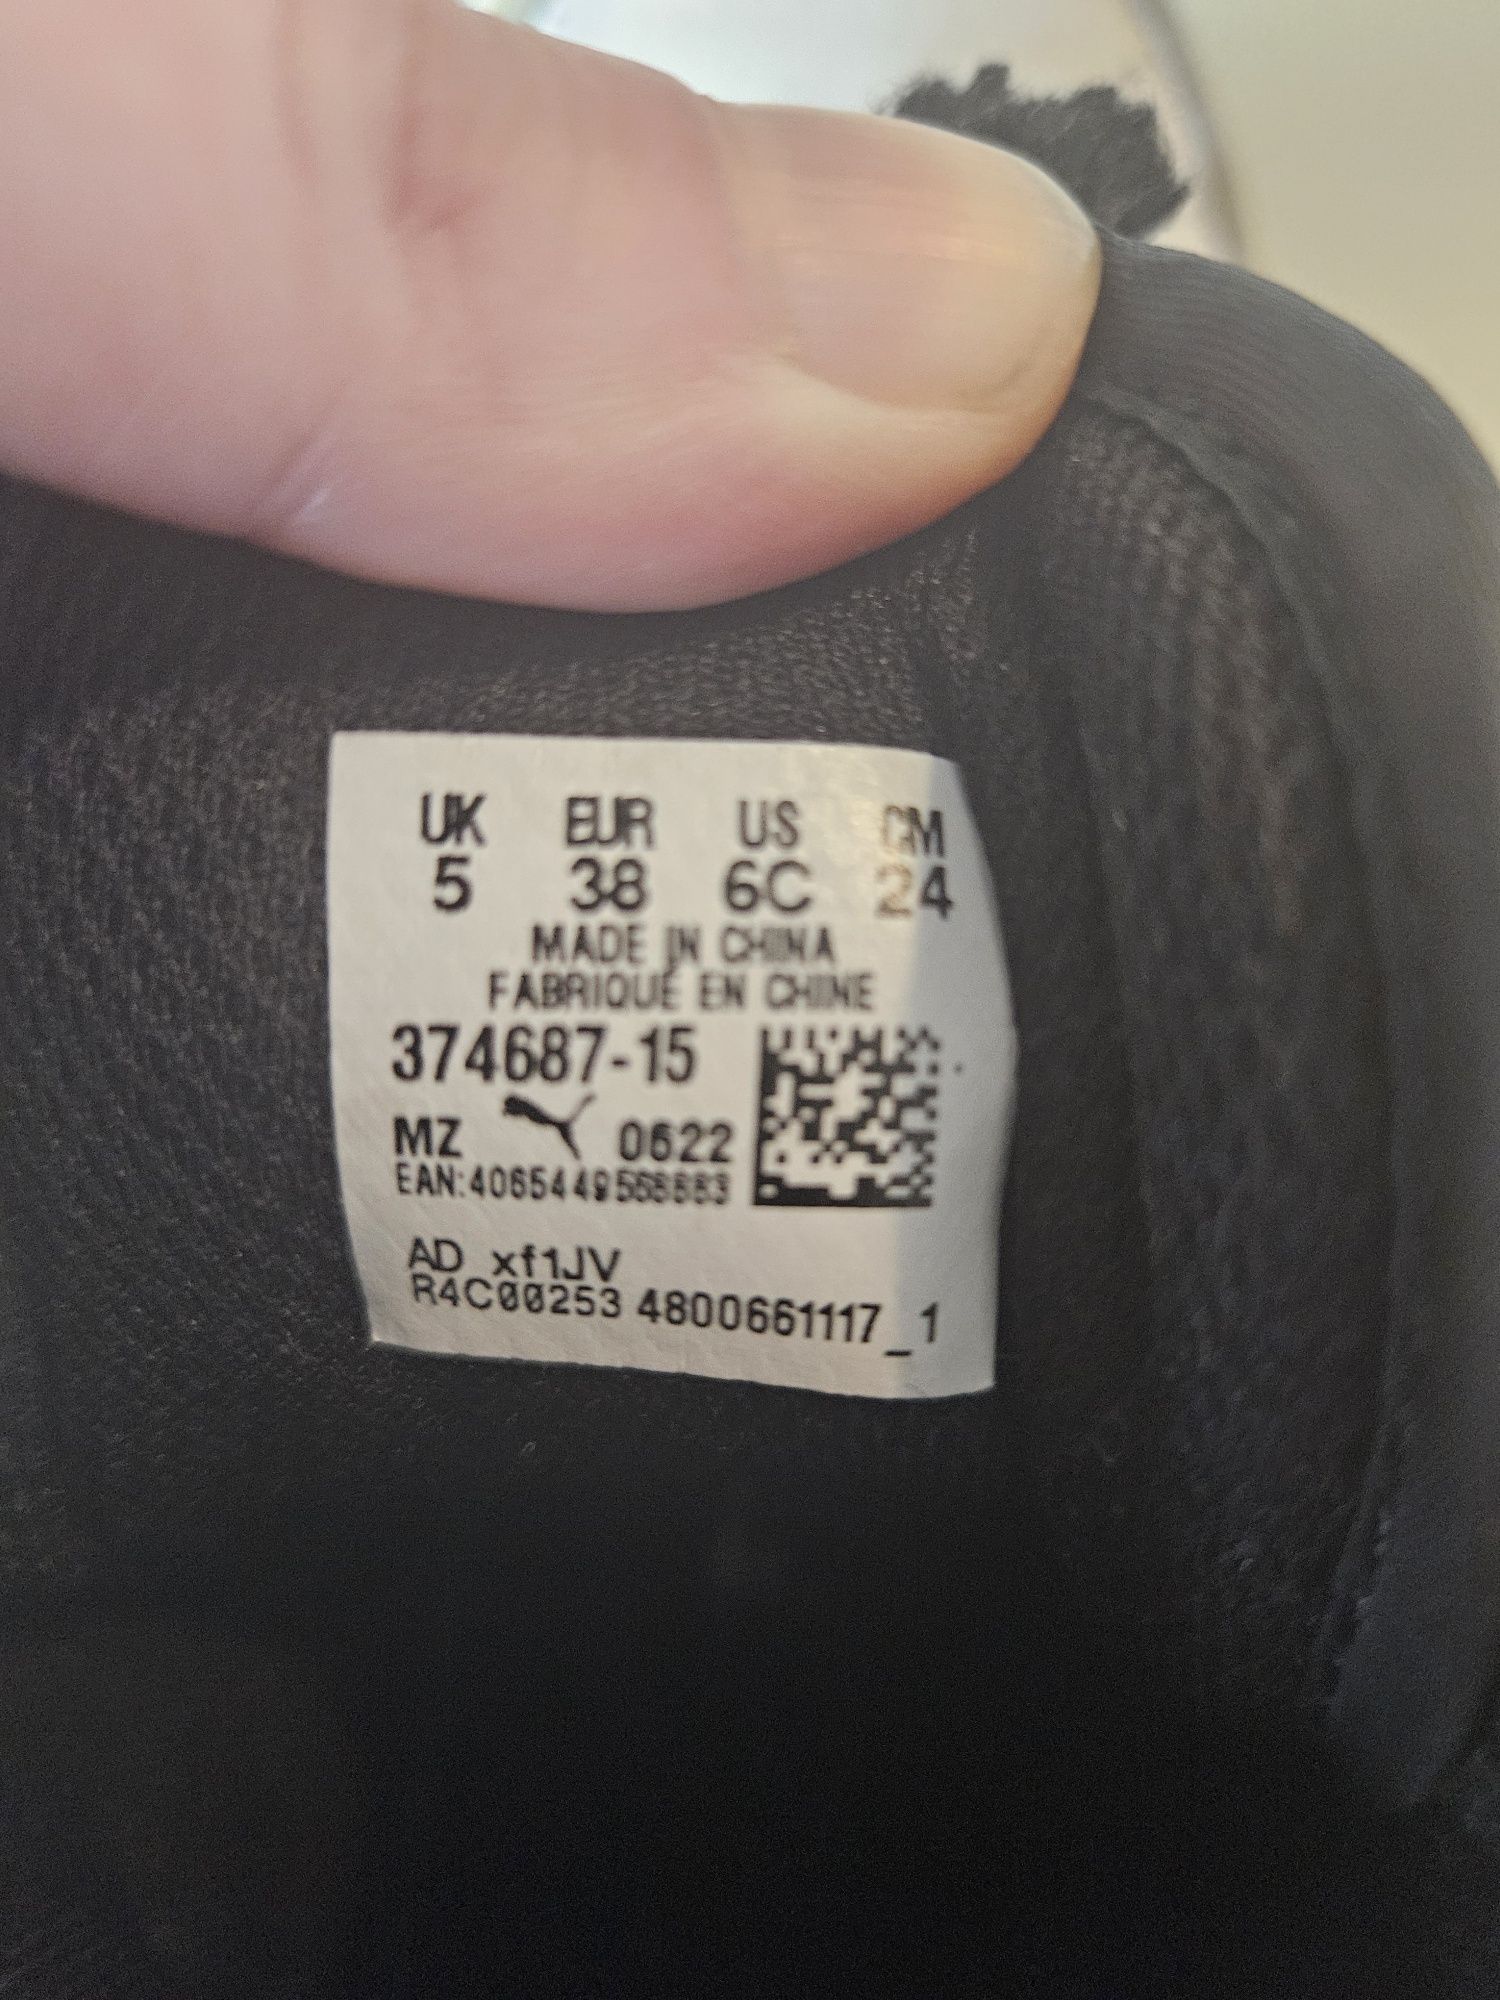 UK EUR US CM
5 38 6C 24
MADE IN CHINA
FABRIQUÉ EN CHINE
374687-15
MZ 0622
EAN:
AD xf1JV
R4C00253 4800661117_1